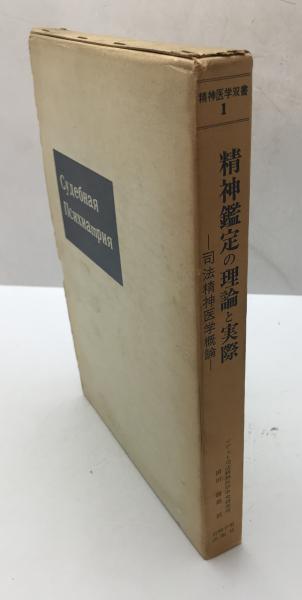 Судебная
Психиатрия
精神医学双書
1
精神鑑定の理論と実際
―司法精神医学概論―